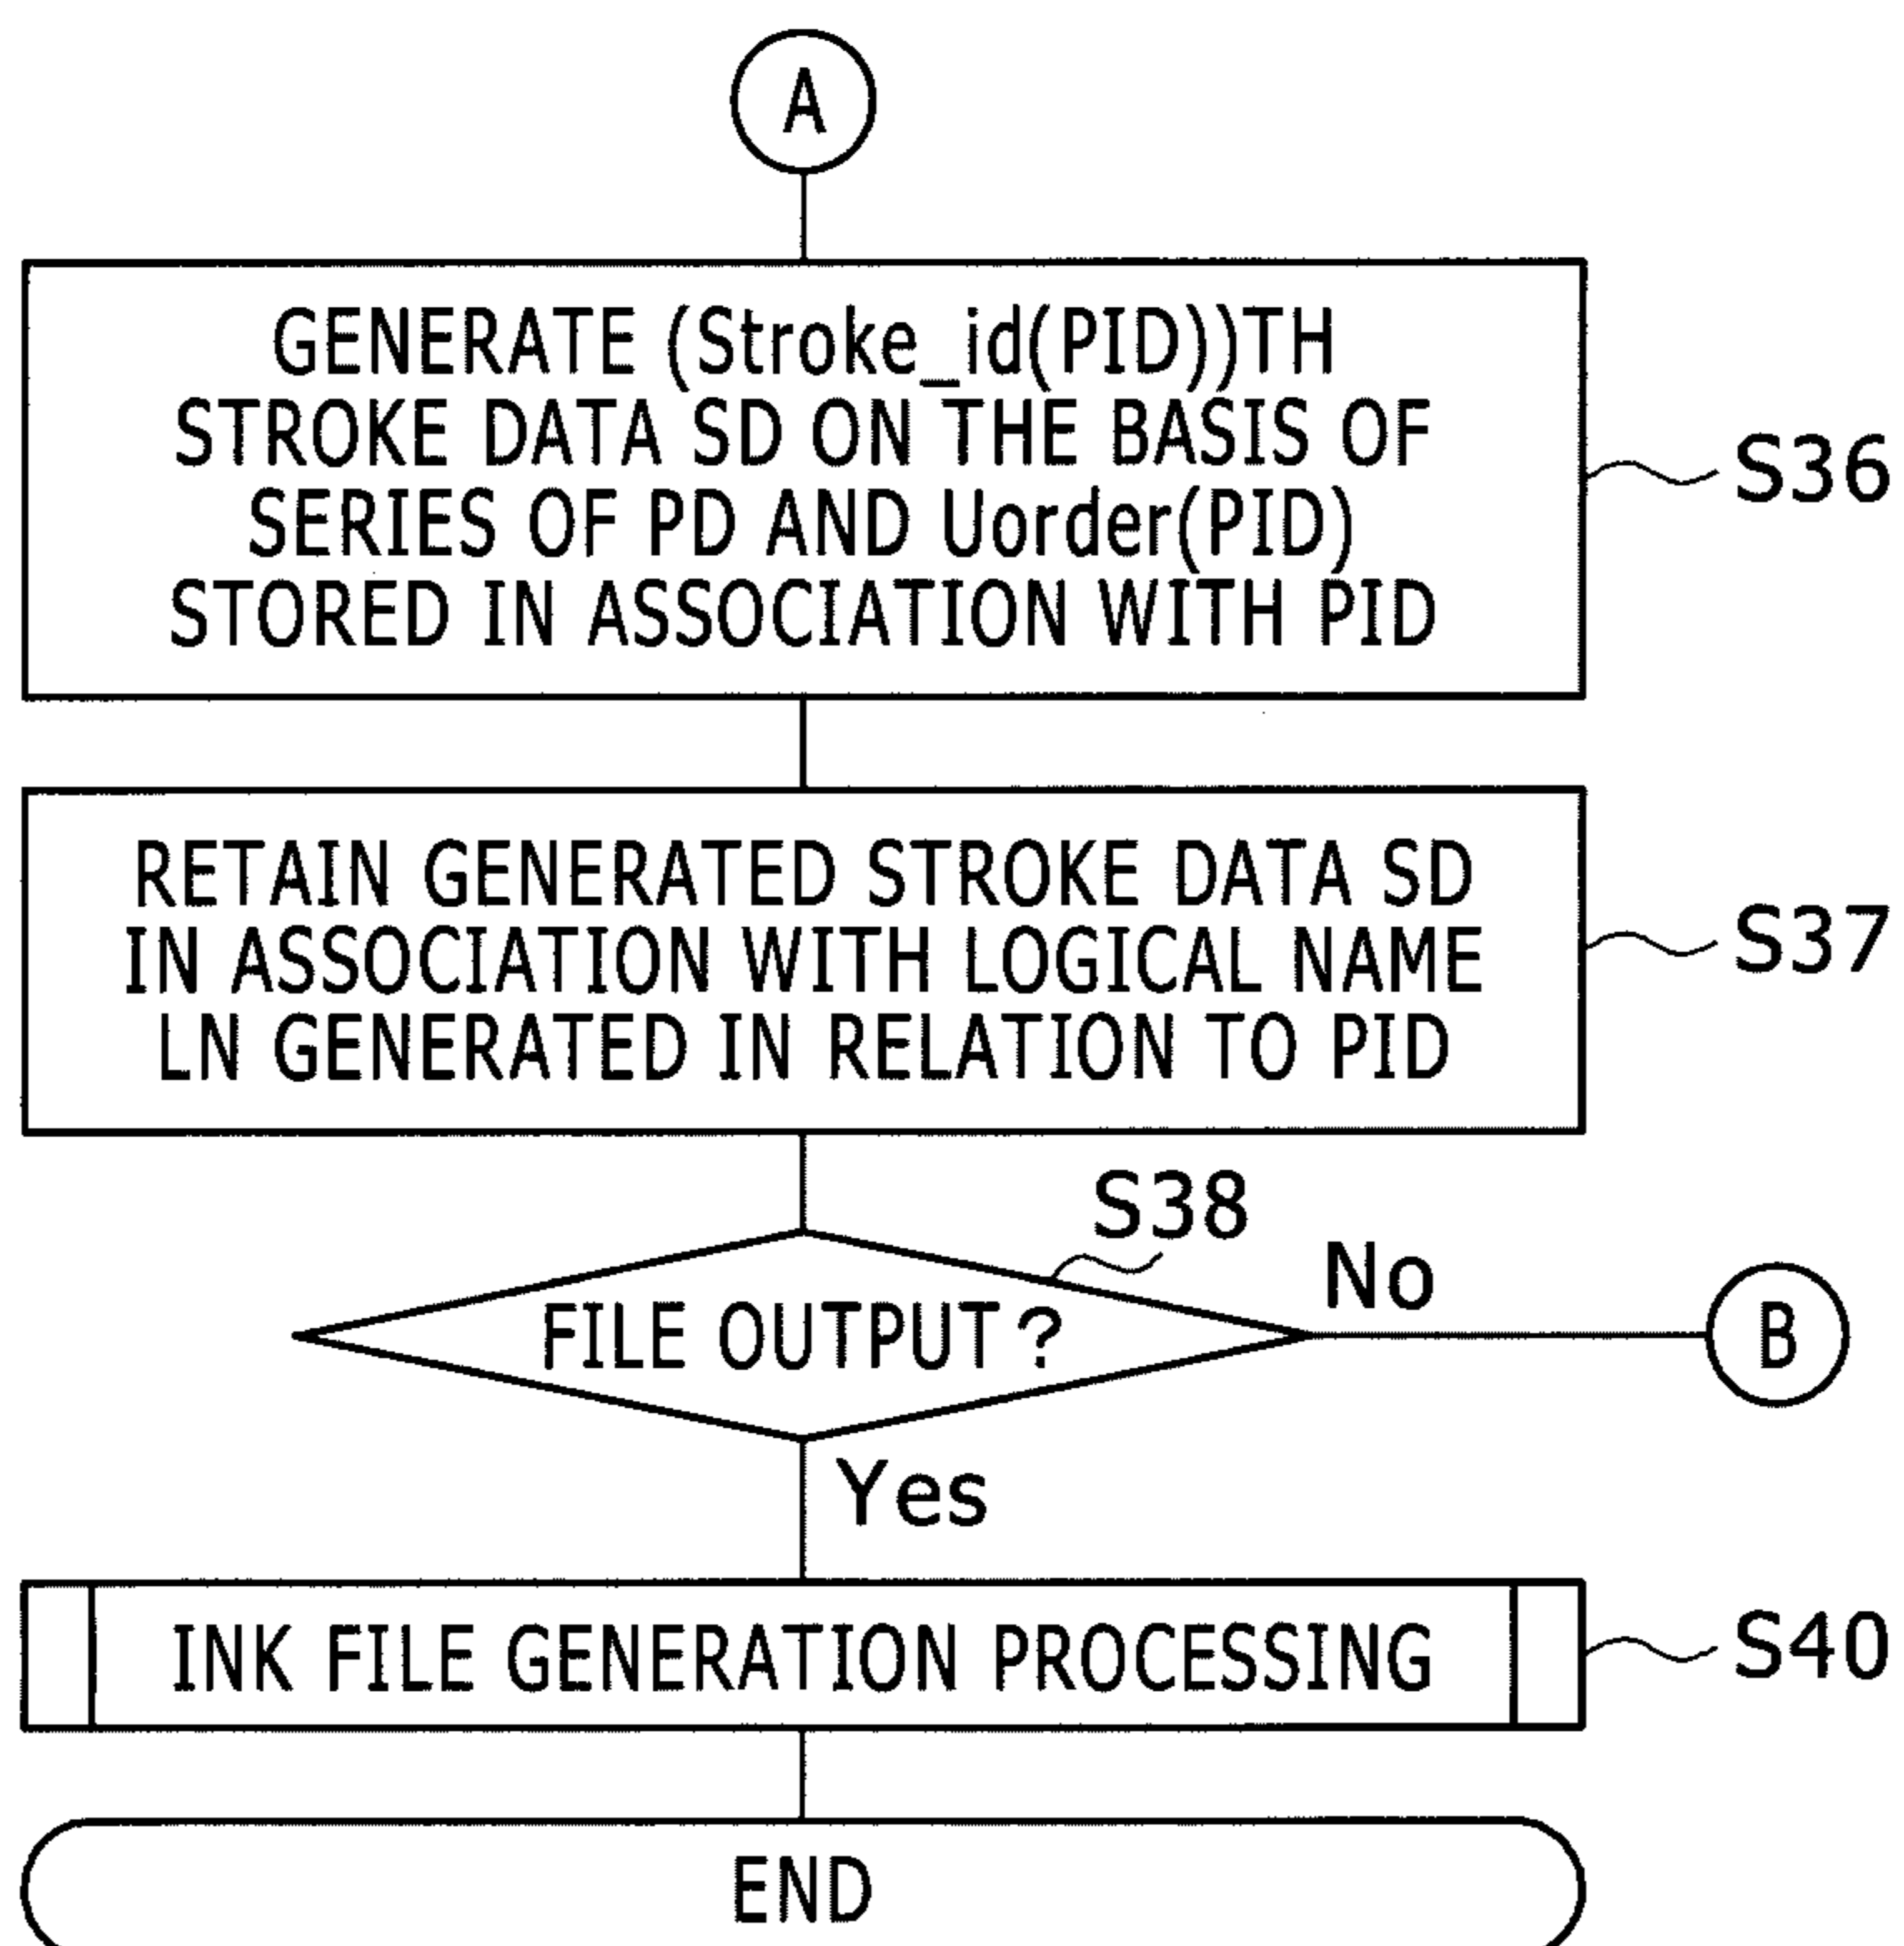 A
GENERATE (Stroke_id(PID))TH
STROKE DATA SD ON THE BASIS OF
SERIES OF PD AND Uorder(PID)
STORED IN ASSOCIATION WITH PID
S36
RETAIN GENERATED STROKE DATA SD
IN ASSOCIATION WITH LOGICAL NAME
LN GENERATED IN RELATION TO PID
S37
S38
FILE OUTPUT?
No
B
Yes
INK FILE GENERATION PROCESSING
S40
END